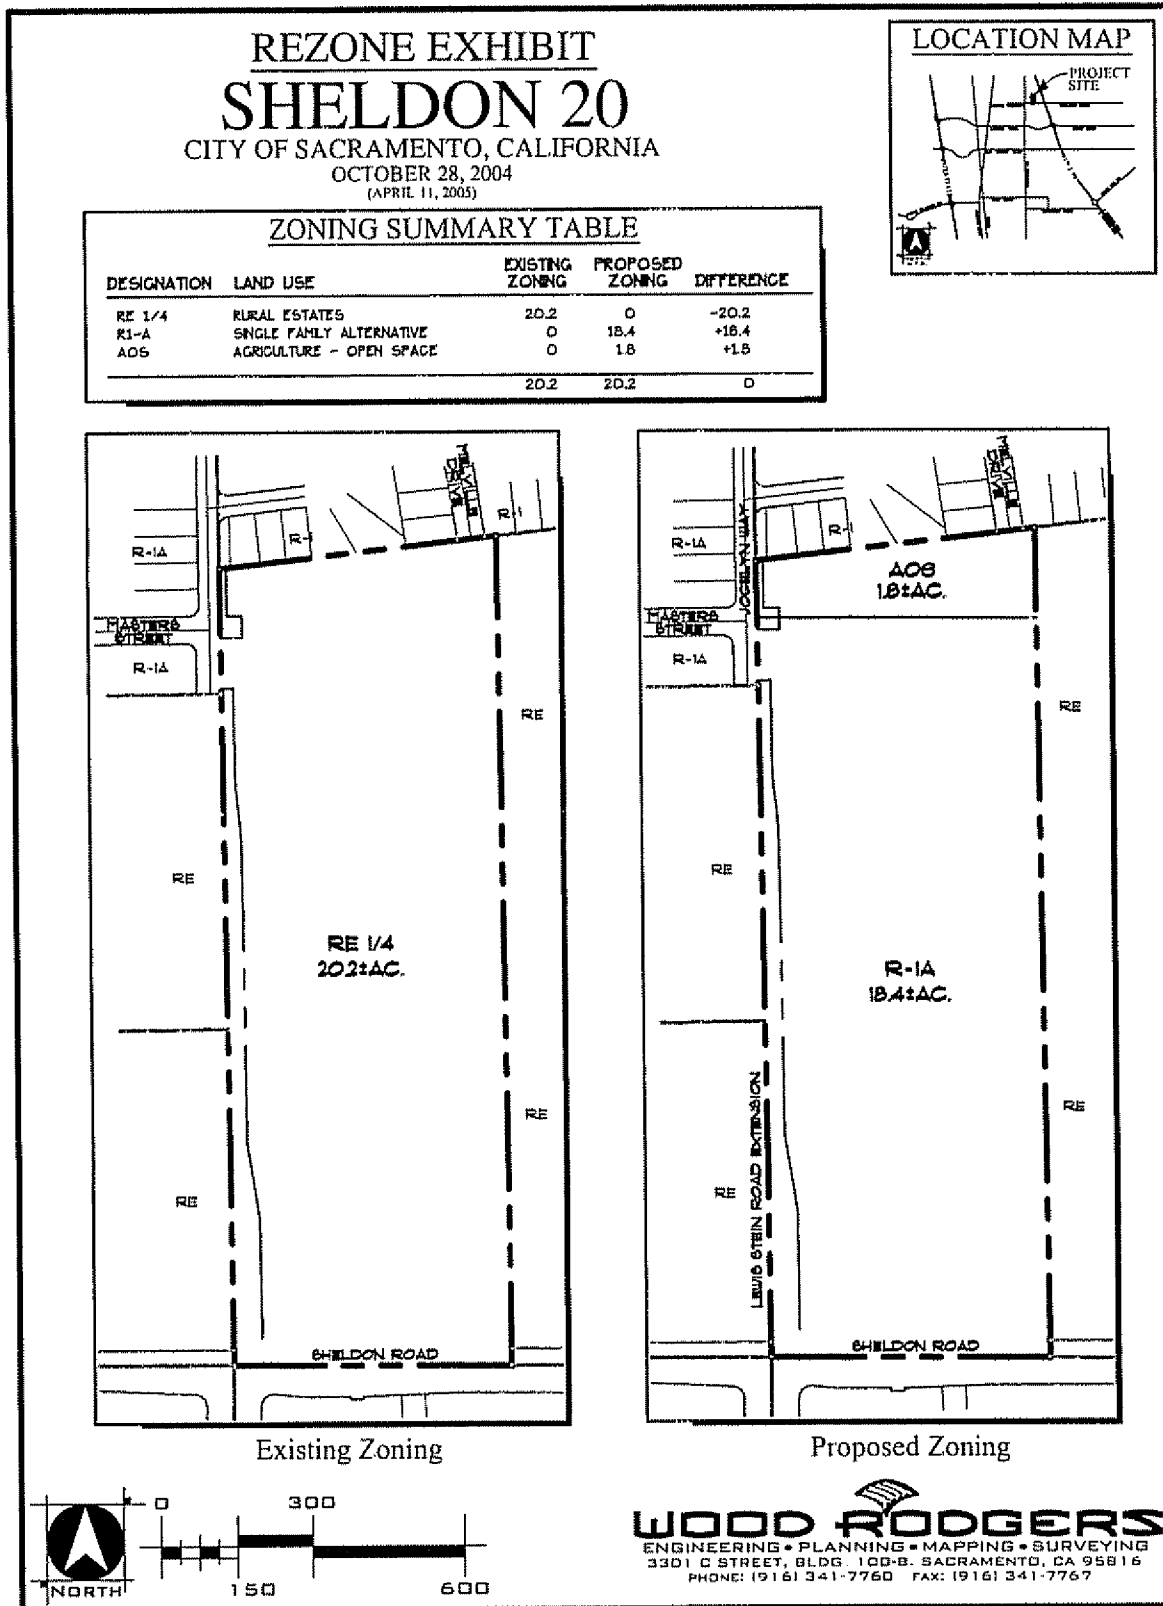 REZONE EXHIBIT
SHELDON 20
CITY OF SACRAMENTO, CALIFORNIA
OCTOBER 28, 2004
(APRIL 11, 2005)
LOCATION MAP
PROJECT
SITE
ZONING SUMMARY TABLE
DESIGNATION LAND USE EXISTING ZONING PROPOSED ZONING DIFFERENCE
RE 1/4 RURAL ESTATES 20.2 0 -20.2
R1-A SINGLE FAMILY ALTERNATIVE 0 18.4 +18.4
AOS AGRICULTURE - OPEN SPACE 0 1.8 +1.8
20.2 20.2 0
MELVILLE
DRIVE
R-1
R-1
R-1A
MASTERS
STREET
R-1A
RE
RE
RE 1/4
20.2±AC.
RE
RE
SHELDON ROAD
Existing Zoning
MELVILLE
DRIVE
R-1
R-1A
JOCELYN WAY
AOS
1.8±AC.
MASTERS
STREET
R-1A
RE
RE
R-1A
18.4±AC.
LEWIS STEIN ROAD EXTENSION
RE
RE
SHELDON ROAD
Proposed Zoning
NORTH
0 300
150 600
WOOD RODGERS
ENGINEERING • PLANNING • MAPPING • SURVEYING
3301 C STREET, BLDG. 100-B. SACRAMENTO, CA 95816
PHONE: (916) 341-7760 FAX: (916) 341-7767